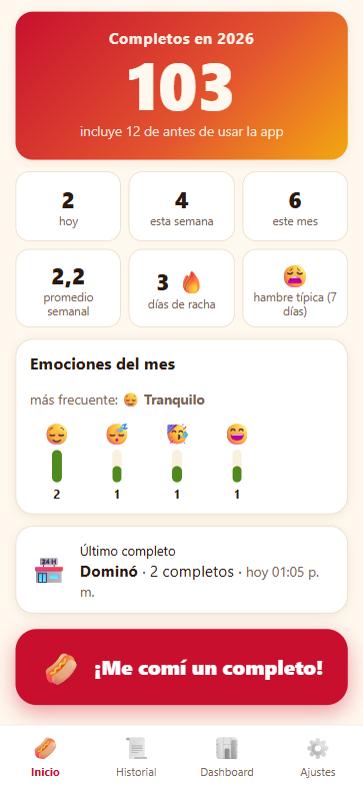 Completos en 2026
103
incluye 12 de antes de usar la app
2
hoy
4
esta semana
6
este mes
2,2
promedio
semanal
3
días de racha
hambre típica (7
días)
Emociones del mes
más frecuente: Tranquilo
2 1 1 1
24 H
Último completo
Dominó · 2 completos · hoy 01:05 p.
m.
¡Me comí un completo!
Inicio
Historial
Dashboard
Ajustes